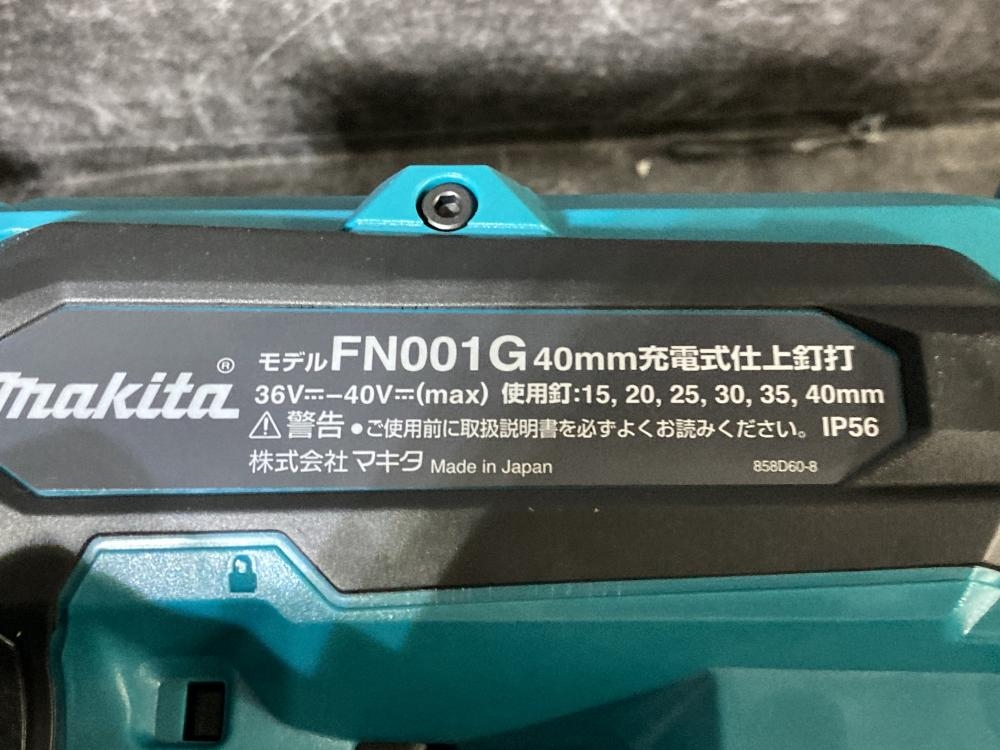 makita®
モデルFN001G 40mm充電式仕上釘打
36V⎓–40V⎓(max) 使用釘:15, 20, 25, 30, 35, 40mm
⚠警告 ●ご使用前に取扱説明書を必ずよくお読みください。 IP56
株式会社マキタ Made in Japan 858D60-8